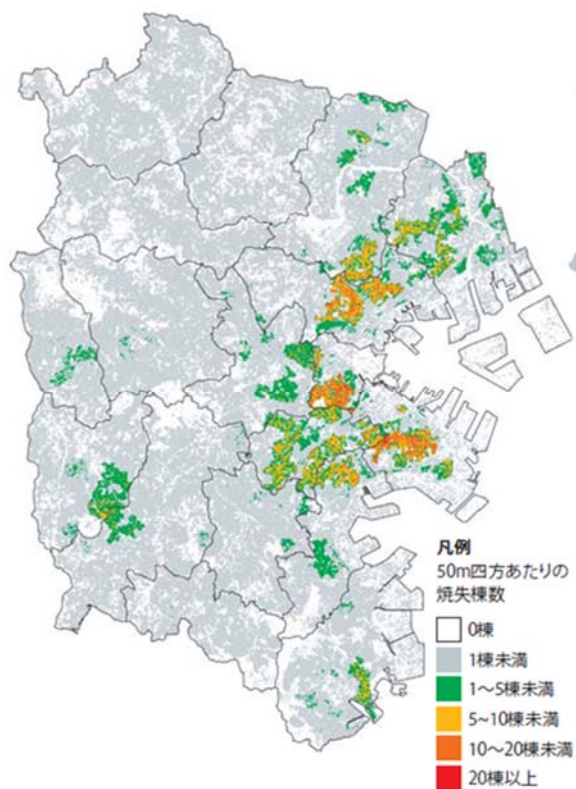 凡例
50m四方あたりの
焼失棟数
0棟
1棟未満
1～5棟未満
5~10棟未満
10～20棟未満
20棟以上